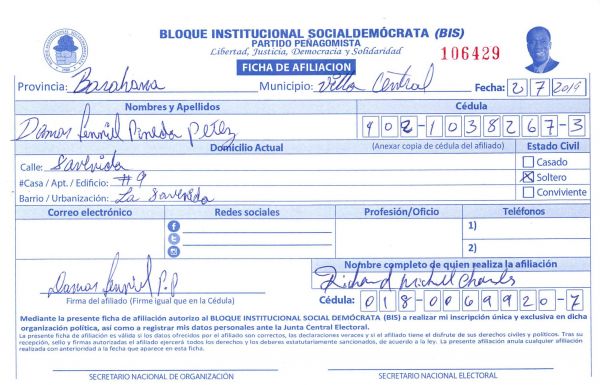 BLOQUE INSTITUCIONAL SOCIALDEMÓCRATA (BIS)
PARTIDO PEÑAGOMISTA
Libertad, Justicia, Democracia y Solidaridad
106429
FICHA DE AFILIACION
Provincia: Barahona Municipio: Villa Central Fecha: 2 7 2019
Nombres y Apellidos Cédula
Pineda Perez 402-1038267-3
Domicilio Actual (Anexar copia de cédula del afiliado) Estado Civil
Calle: Savenida Casado
#Casa / Apt. / Edificio: #9 Soltero
Barrio / Urbanización: La Savenida Conviviente
Correo electrónico Redes sociales Profesión/Oficio Teléfonos
1)
2)
Nombre completo de quien realiza la afiliación
P.P Richard Michel Charles
Firma del afiliado (Firme igual que en la Cédula) Cédula: 018-0069920-7
Mediante la presente ficha de afiliación autorizo al BLOQUE INSTITUCIONAL SOCIAL DEMÓCRATA (BIS) a realizar mi inscripción única y exclusiva en dicha
organización política, así como a registrar mis datos personales ante la Junta Central Electoral.
La presente ficha de afiliación es válida si los datos ofrecidos por el afiliado son correctos, las declaraciones veraces y si el afiliado tiene el disfrute de sus derechos civiles y políticos. Tras su
recepción, sello y firmas autorizadas el afiliado ejercerá todos los derechos y los deberes estatutariamente sancionados, de acuerdo a la ley. La presente afiliación anula cualquier afiliación
realizada con anterioridad a la fecha que aparece en esta ficha.
SECRETARIO NACIONAL DE ORGANIZACIÓN SECRETARIO NACIONAL ELECTORAL